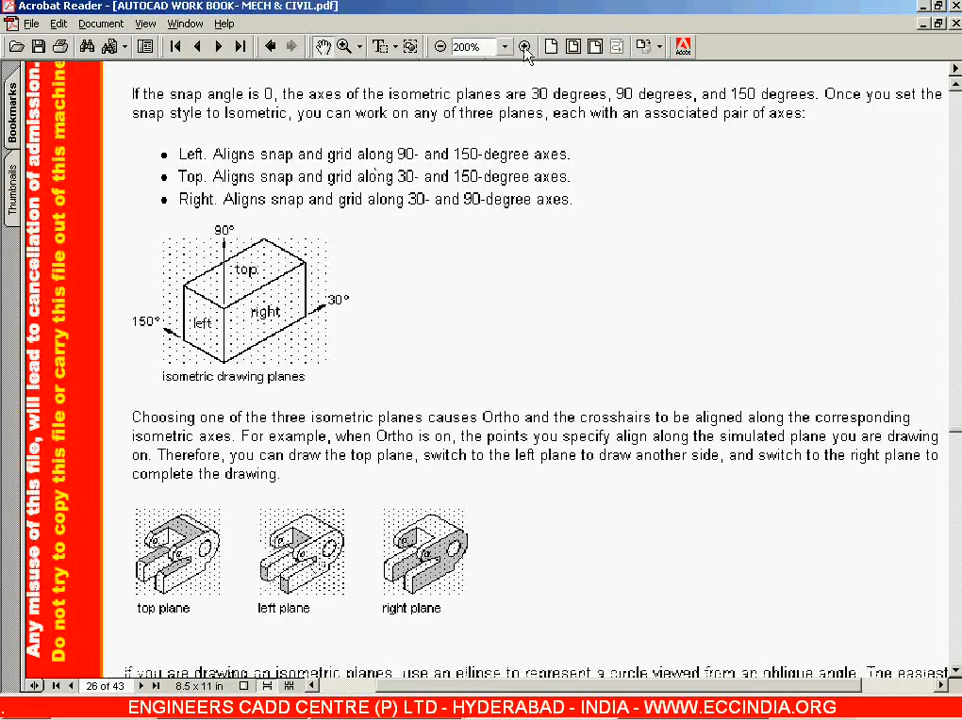 Acrobat Reader - [AUTOCAD WORK BOOK- MECH & CIVIL.pdf]
File Edit Document View Window Help
200%
Adobe
Bookmarks
Thumbnails
Any misuse of this file, will lead to cancellation of admission.
Do not try to copy this file or carry this file out of this machine
If the snap angle is 0, the axes of the isometric planes are 30 degrees, 90 degrees, and 150 degrees. Once you set the
snap style to Isometric, you can work on any of three planes, each with an associated pair of axes:
• Left. Aligns snap and grid along 90- and 150-degree axes.
• Top. Aligns snap and grid along 30- and 150-degree axes.
• Right. Aligns snap and grid along 30- and 90-degree axes.
90°
top
30°
right
150°
left
isometric drawing planes
Choosing one of the three isometric planes causes Ortho and the crosshairs to be aligned along the corresponding
isometric axes. For example, when Ortho is on, the points you specify align along the simulated plane you are drawing
on. Therefore, you can draw the top plane, switch to the left plane to draw another side, and switch to the right plane to
complete the drawing.
top plane left plane right plane
If you are drawing on isometric planes, use an ellipse to represent a circle viewed from an oblique angle. The easiest
26 of 43 8.5 x 11 in
ENGINEERS CADD CENTRE (P) LTD - HYDERABAD - INDIA - WWW.ECCINDIA.ORG